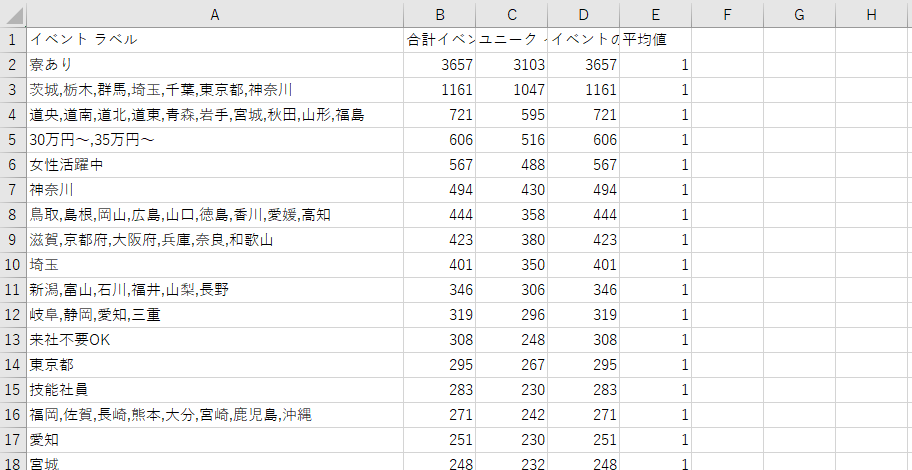 A B C D E F G H
1 イベント ラベル 合計イベン ユニーク イベントの 平均値
2 寮あり 3657 3103 3657 1
3 茨城,栃木,群馬,埼玉,千葉,東京都,神奈川 1161 1047 1161 1
4 道央,道南,道北,道東,青森,岩手,宮城,秋田,山形,福島 721 595 721 1
5 30万円～,35万円～ 606 516 606 1
6 女性活躍中 567 488 567 1
7 神奈川 494 430 494 1
8 鳥取,島根,岡山,広島,山口,徳島,香川,愛媛,高知 444 358 444 1
9 滋賀,京都府,大阪府,兵庫,奈良,和歌山 423 380 423 1
10 埼玉 401 350 401 1
11 新潟,富山,石川,福井,山梨,長野 346 306 346 1
12 岐阜,静岡,愛知,三重 319 296 319 1
13 来社不要OK 308 248 308 1
14 東京都 295 267 295 1
15 技能社員 283 230 283 1
16 福岡,佐賀,長崎,熊本,大分,宮崎,鹿児島,沖縄 271 242 271 1
17 愛知 251 230 251 1
18 宮城 248 232 248 1